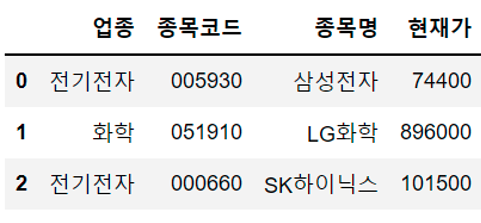 업종 종목코드 종목명 현재가
0 전기전자 005930 삼성전자 74400
1 화학 051910 LG화학 896000
2 전기전자 000660 SK하이닉스 101500